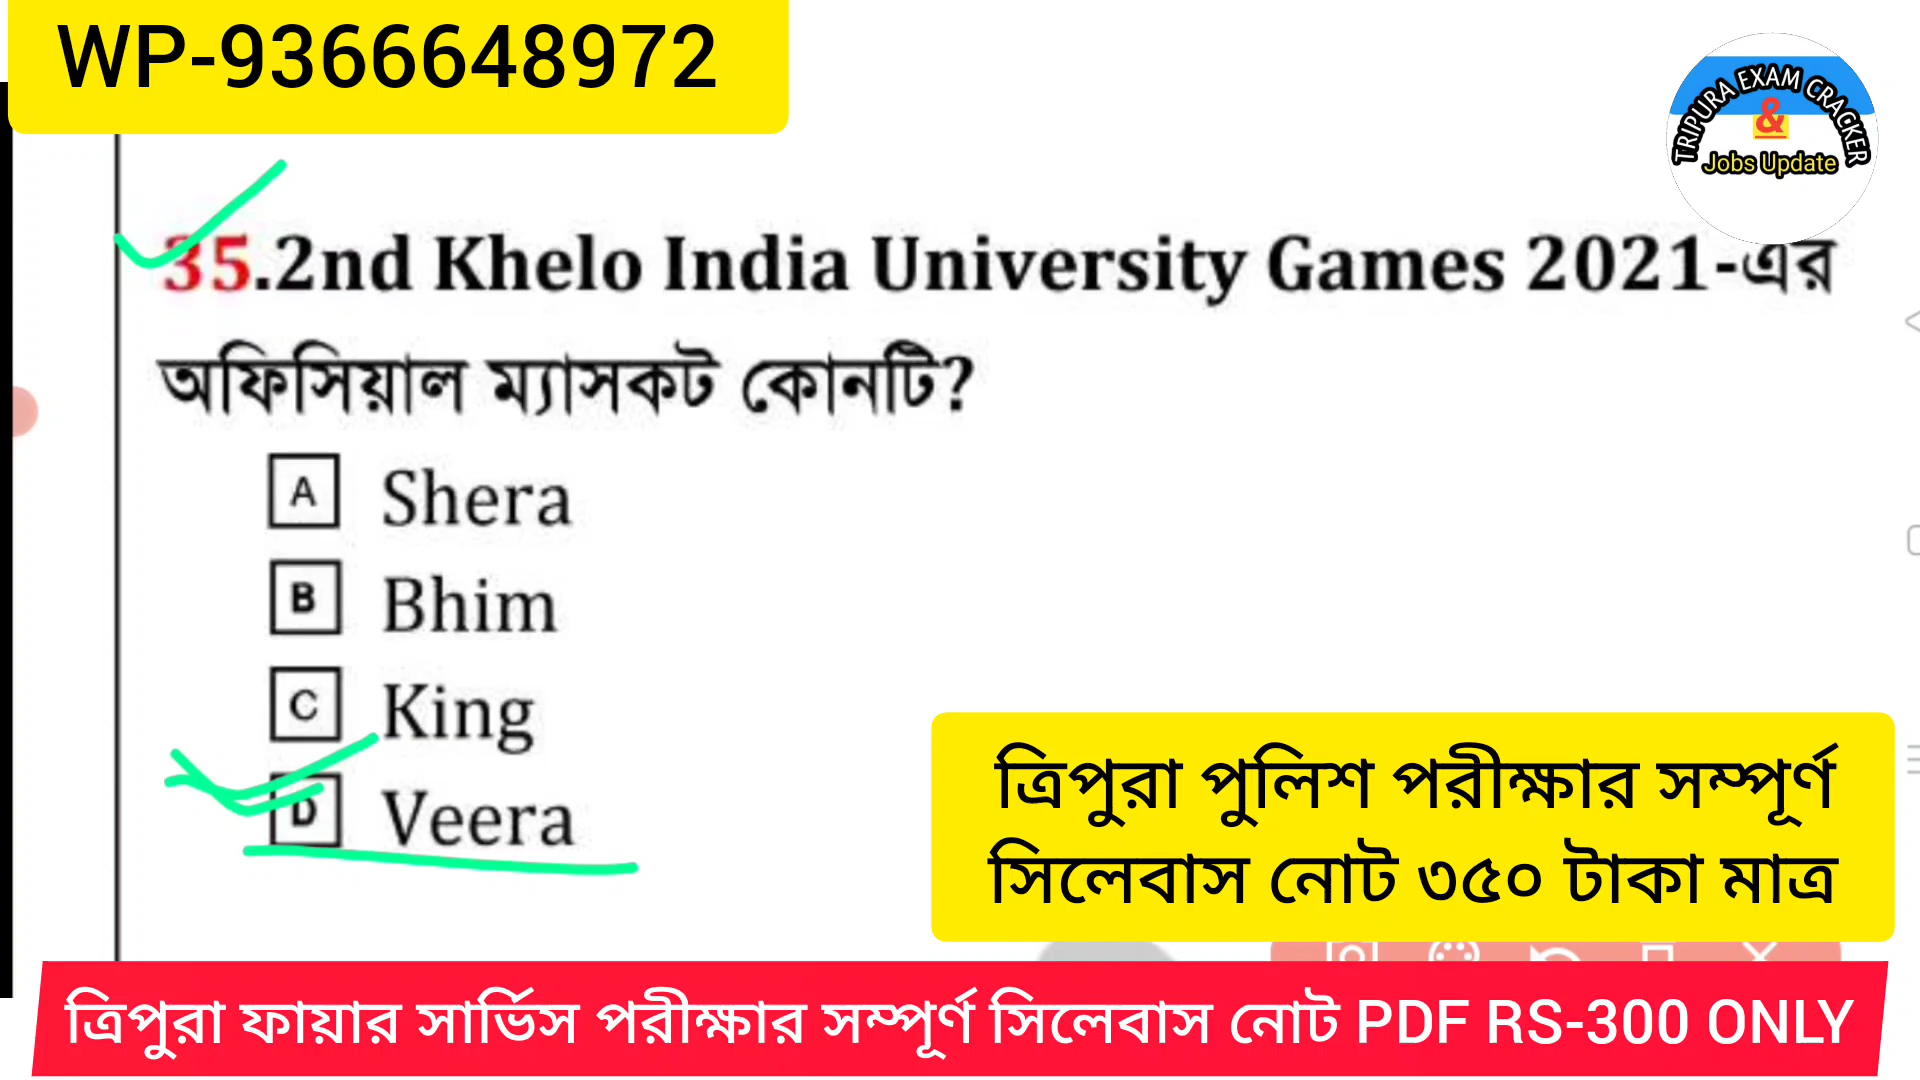 WP-9366648972
TRIPURA EXAM CRACKER
&
Jobs Update
35.2nd Khelo India University Games 2021-এর
অফিসিয়াল ম্যাসকট কোনটি?
A Shera
B Bhim
C King
D Veera
ত্রিপুরা পুলিশ পরীক্ষার সম্পূর্ণ
সিলেবাস নোট ৩৫০ টাকা মাত্র
ত্রিপুরা ফায়ার সার্ভিস পরীক্ষার সম্পূর্ণ সিলেবাস নোট PDF RS-300 ONLY